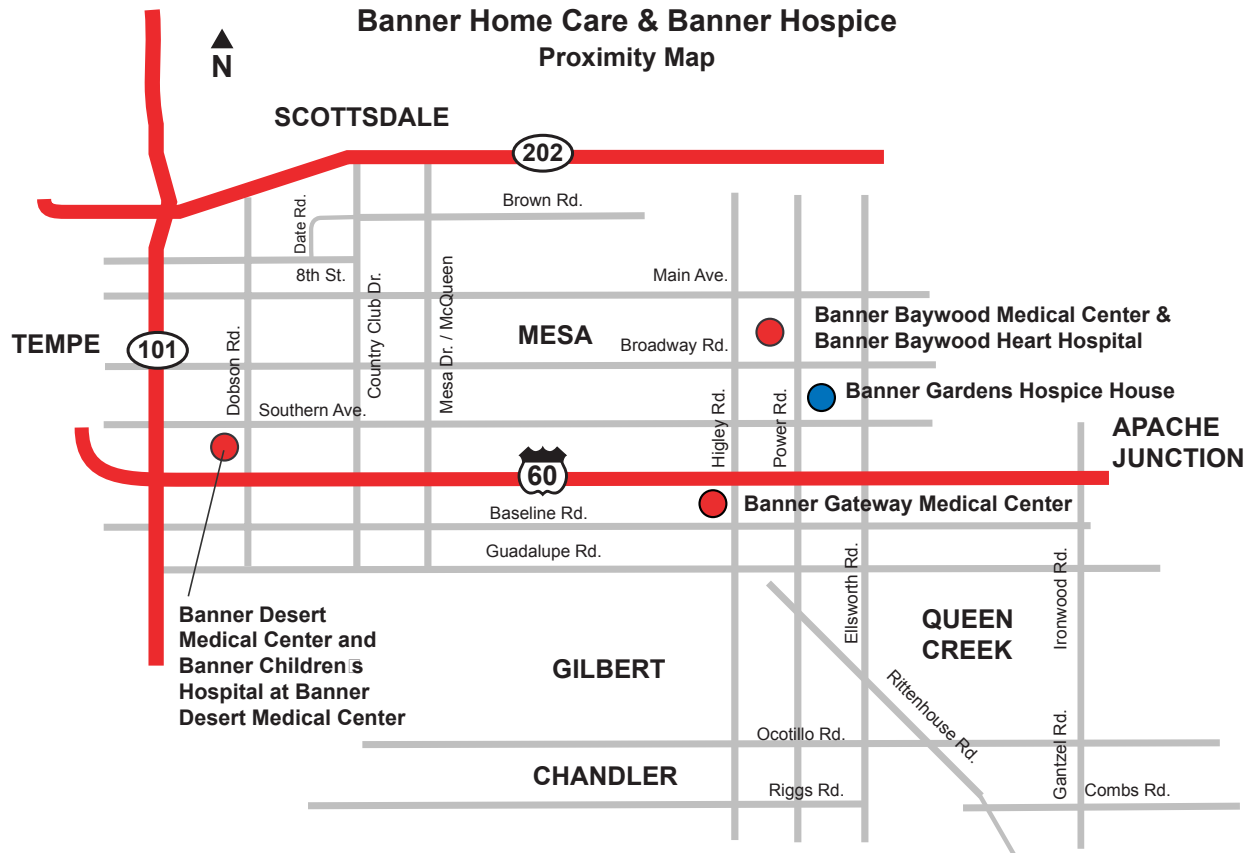 Banner Home Care & Banner Hospice
Proximity Map
N
SCOTTSDALE
202
Brown Rd.
Date Rd.
8th St.
Main Ave.
Country Club Dr.
Mesa Dr. / McQueen
TEMPE
101
MESA
Broadway Rd.
Banner Baywood Medical Center &
Banner Baywood Heart Hospital
Dobson Rd.
Southern Ave.
Higley Rd.
Power Rd.
Banner Gardens Hospice House
APACHE
JUNCTION
60
Banner Gateway Medical Center
Baseline Rd.
Guadalupe Rd.
Ellsworth Rd.
Ironwood Rd.
Banner Desert
Medical Center and
Banner Children s
Hospital at Banner
Desert Medical Center
QUEEN
CREEK
GILBERT
Rittenhouse Rd.
Ocotillo Rd.
Gantzel Rd.
CHANDLER
Riggs Rd.
Combs Rd.